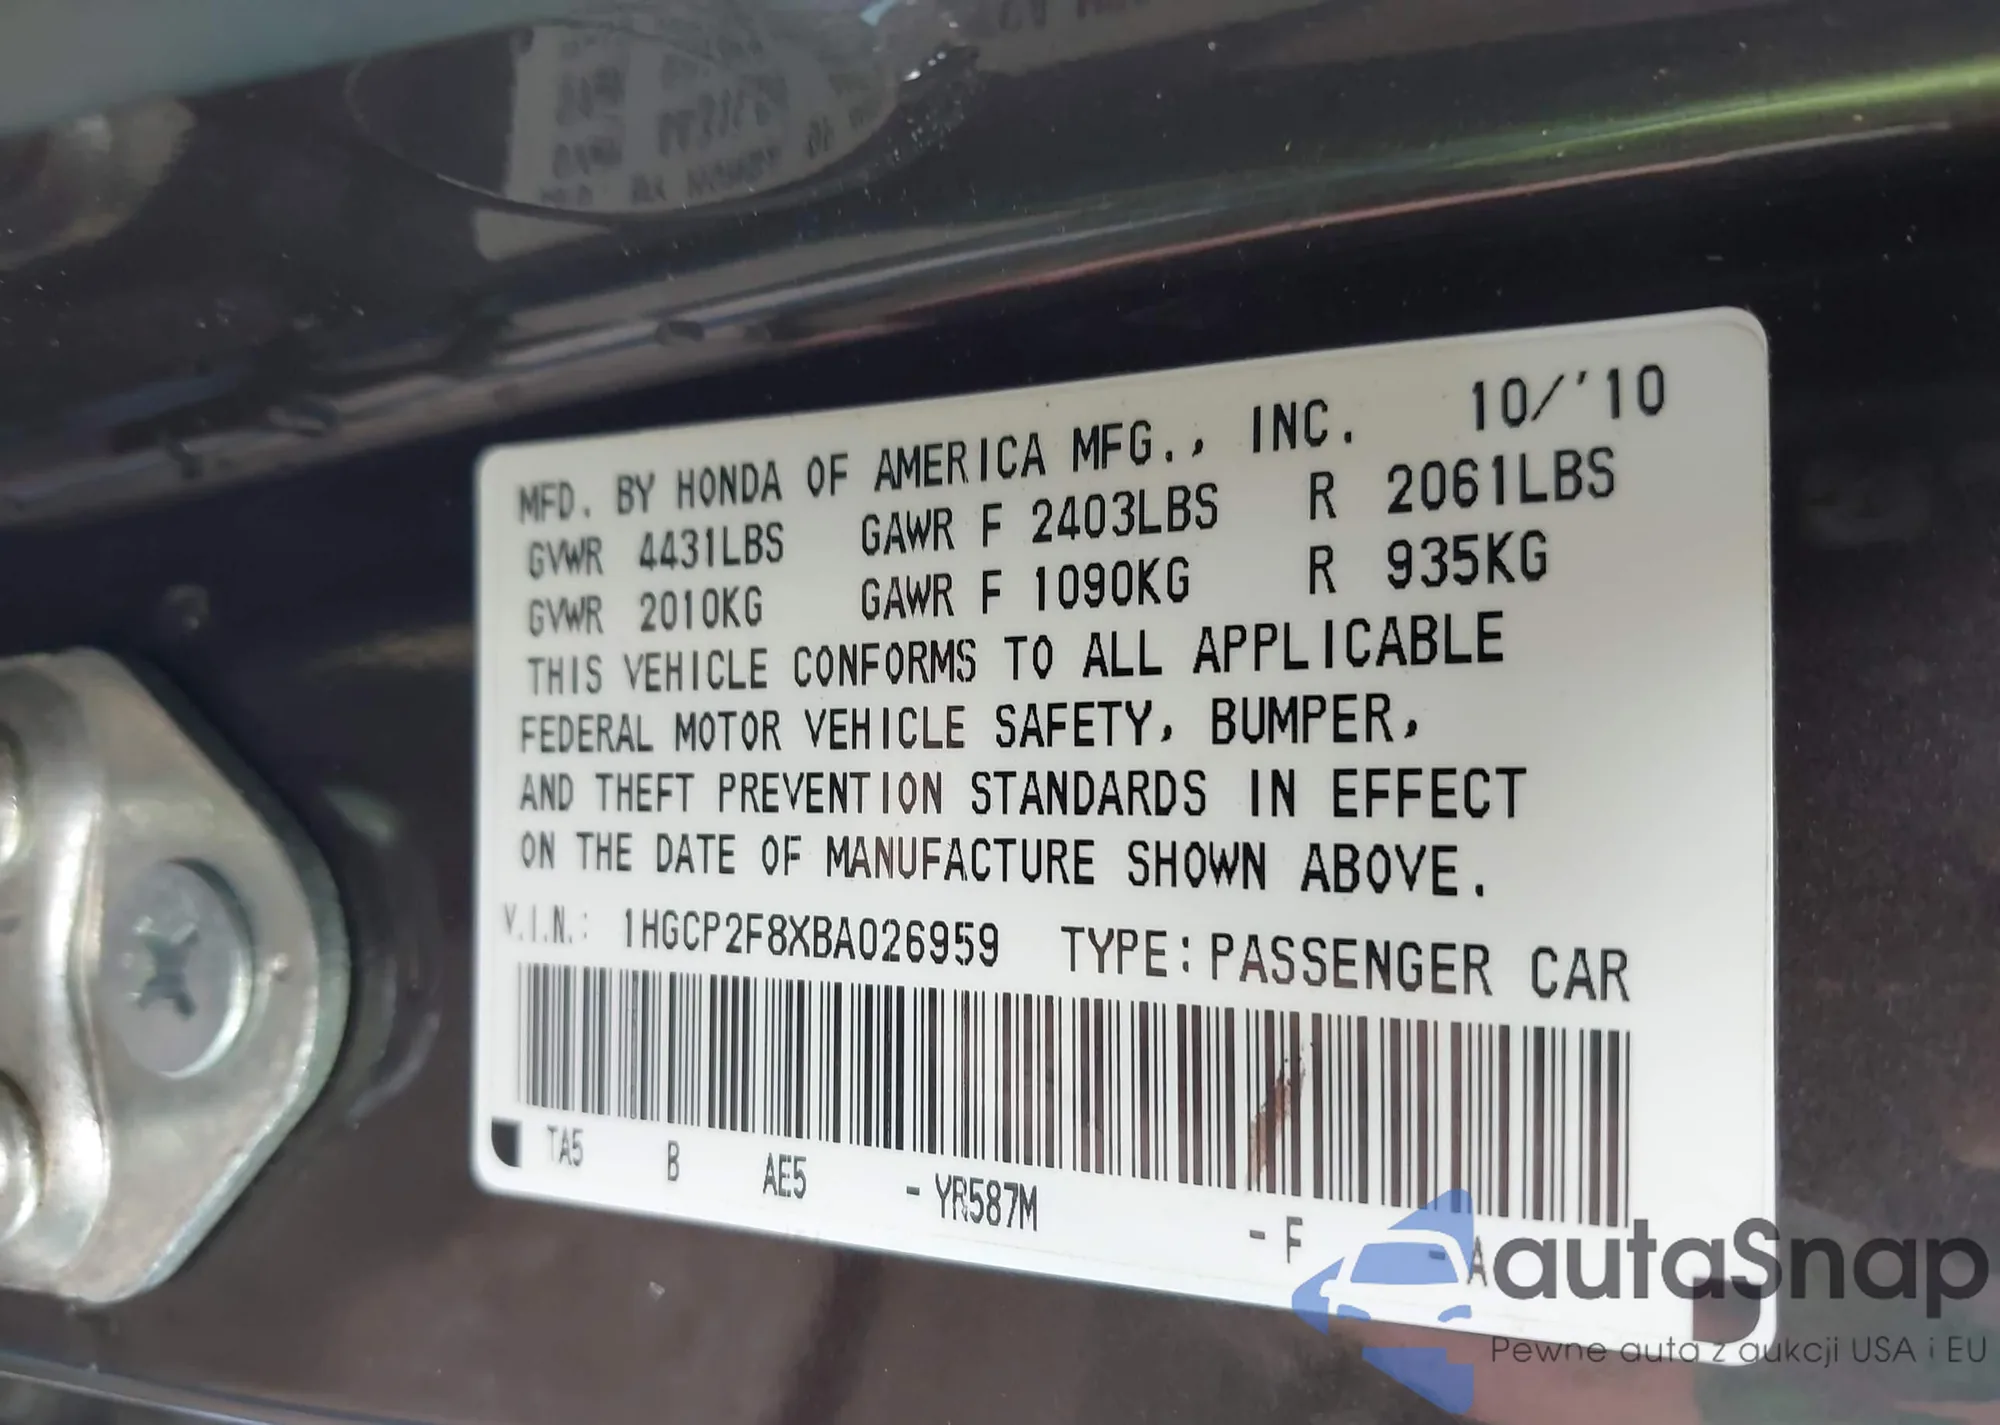 MFD. BY HONDA OF AMERICA MFG., INC. 10/'10
GVWR 4431LBS GAWR F 2403LBS R 2061LBS
GVWR 2010KG GAWR F 1090KG R 935KG
THIS VEHICLE CONFORMS TO ALL APPLICABLE
FEDERAL MOTOR VEHICLE SAFETY, BUMPER,
AND THEFT PREVENTION STANDARDS IN EFFECT
ON THE DATE OF MANUFACTURE SHOWN ABOVE.
V.I.N.: 1HGCP2F8XBA026959 TYPE: PASSENGER CAR
TA5 B AE5 - YR587M - F - A
autaSnap
Pewne auta z aukcji USA i EU